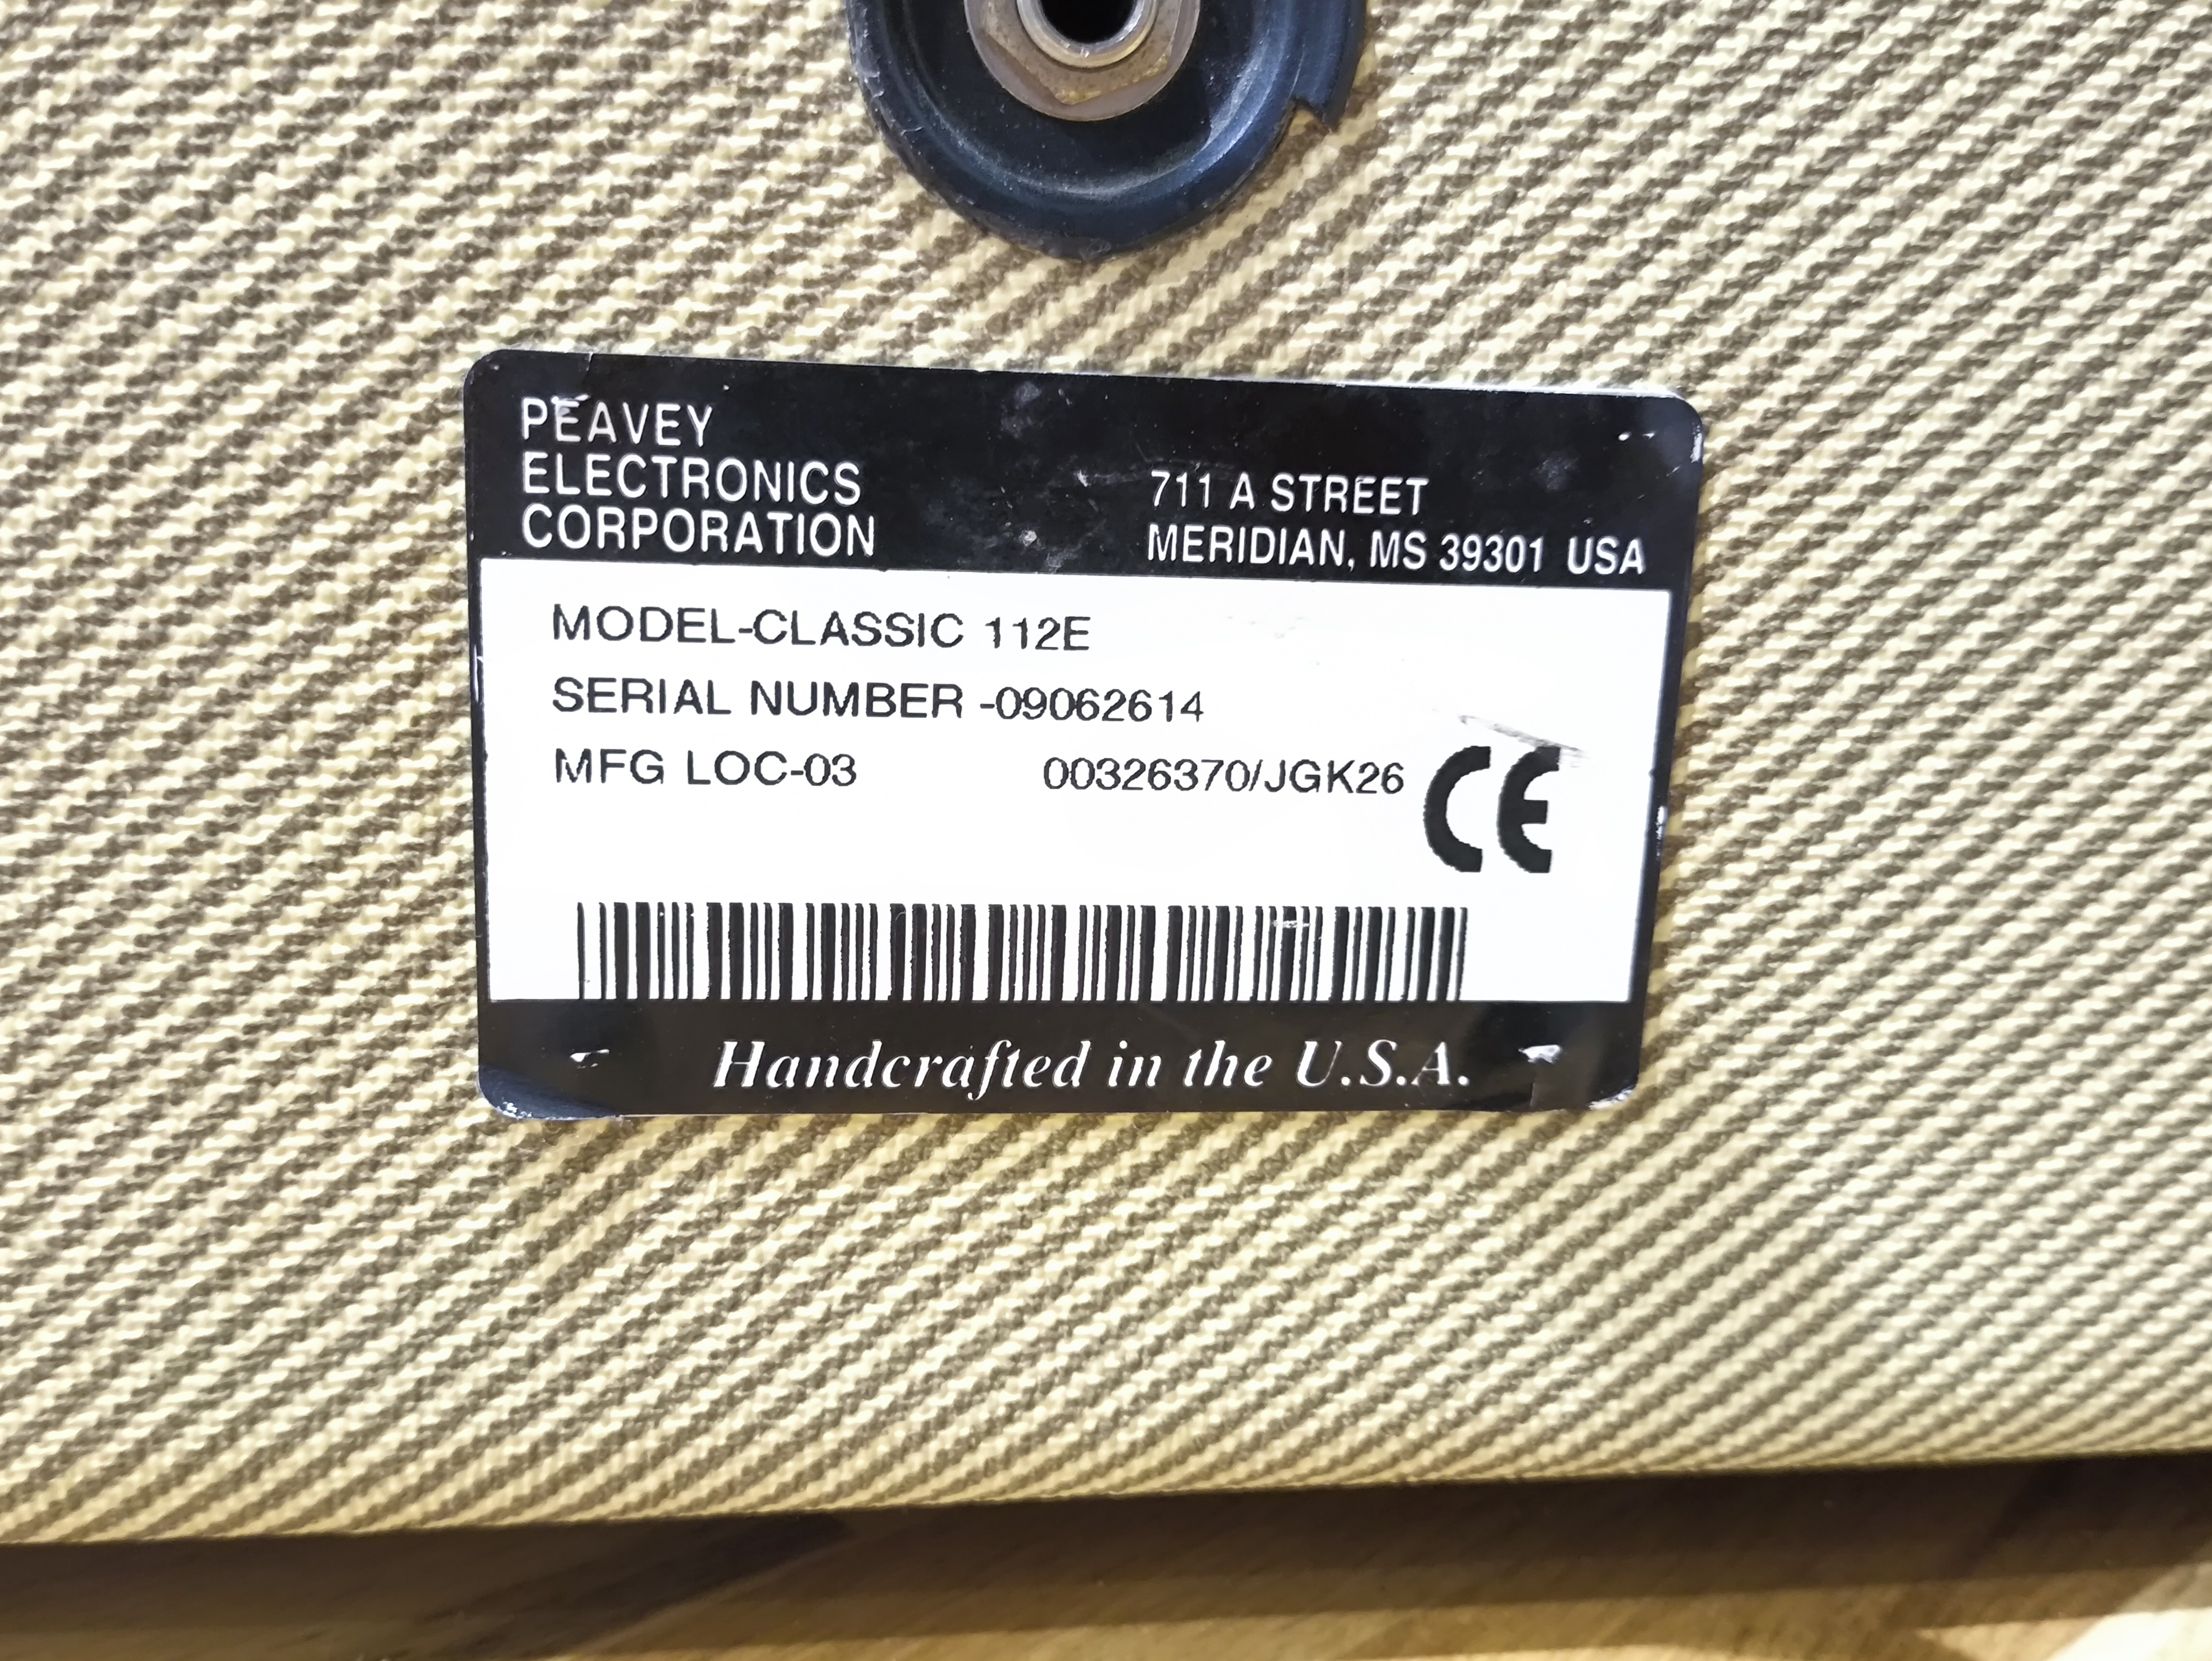 PEAVEY
ELECTRONICS
CORPORATION
711 A STREET
MERIDIAN, MS 39301 USA
MODEL-CLASSIC 112E
SERIAL NUMBER -09062614
MFG LOC-03 00326370/JGK26
CE
Handcrafted in the U.S.A.